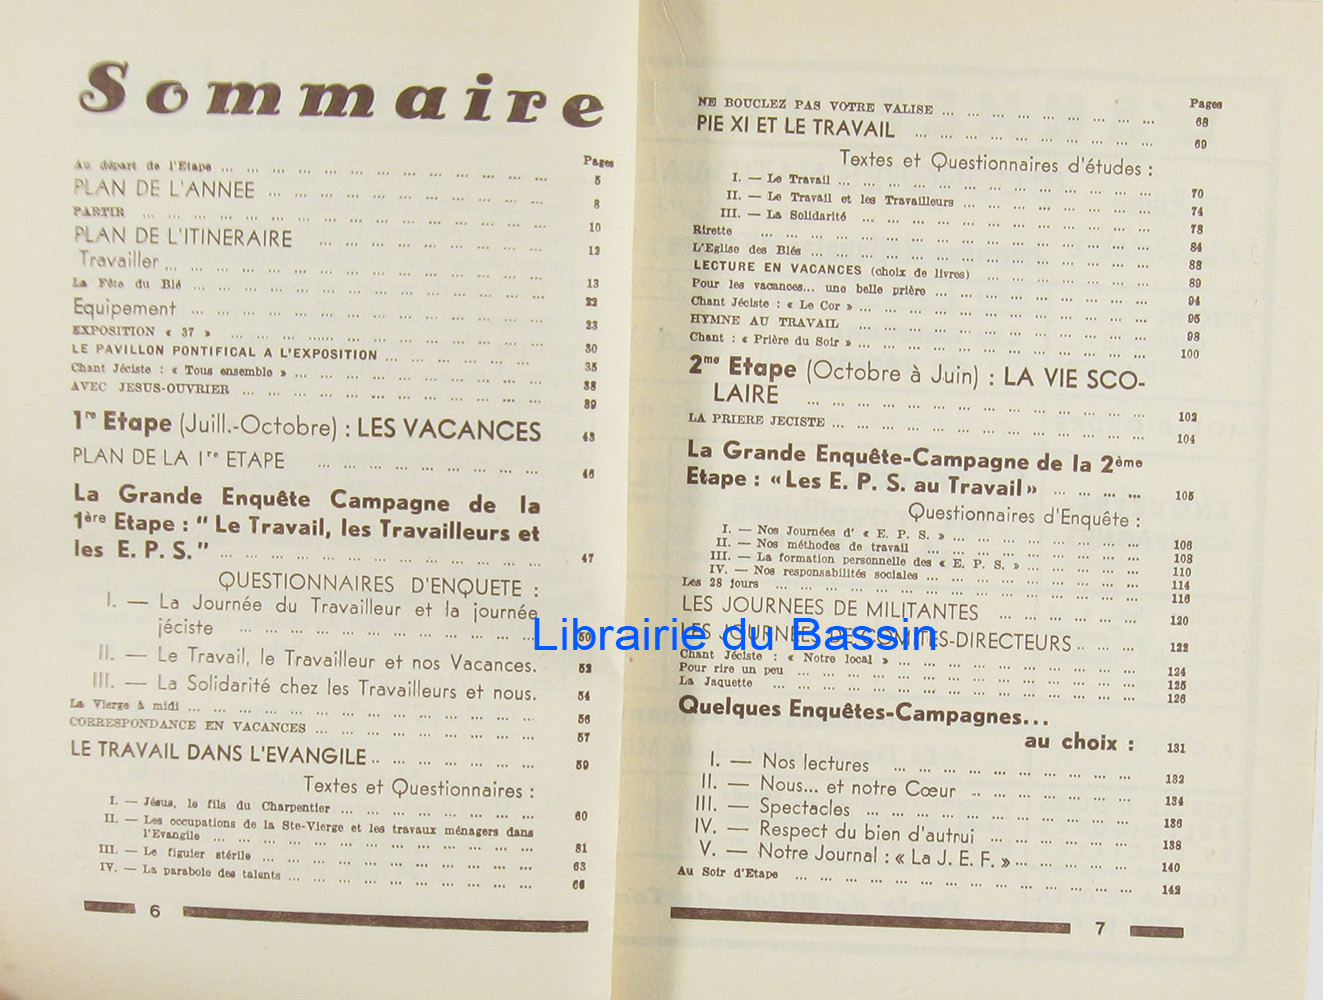 Sommaire
Pages
Au départ de l'Etape ... 5
PLAN DE L'ANNEE ... 8
PARTIR ... 10
PLAN DE L'ITINERAIRE ... 12
Travailler ... 13
La Fête du Blé ... 22
Equipement ... 23
EXPOSITION « 37 » ... 30
LE PAVILLON PONTIFICAL A L'EXPOSITION ... 35
Chant Jéciste : « Tous ensemble » ... 38
AVEC JESUS-OUVRIER ... 39
1re Etape (Juill.-Octobre) : LES VACANCES 43
PLAN DE LA 1re ETAPE ... 46
La Grande Enquête Campagne de la
1ère Etape : " Le Travail, les Travailleurs et
les E. P. S. " ... 47
QUESTIONNAIRES D'ENQUETE :
I. — La Journée du Travailleur et la journée
jéciste ... 50
II. — Le Travail, le Travailleur et nos Vacances. 52
III. — La Solidarité chez les Travailleurs et nous. 54
La Vierge à midi ... 56
CORRESPONDANCE EN VACANCES ... 57
LE TRAVAIL DANS L'EVANGILE ... 59
Textes et Questionnaires :
I. — Jésus, le fils du Charpentier ... 60
II. — Les occupations de la Ste-Vierge et les travaux ménagers dans
l'Evangile ... 61
III. — Le figuier stérile ... 63
IV. — La parabole des talents ... 66
6
Pages
NE BOUCLEZ PAS VOTRE VALISE ... 68
PIE XI ET LE TRAVAIL ... 69
Textes et Questionnaires d'études :
I. — Le Travail ... 70
II. — Le Travail et les Travailleurs ... 74
III. — La Solidarité ... 78
Rirette ... 84
L'Eglise des Blés ... 88
LECTURE EN VACANCES (choix de livres) ... 89
Pour les vacances... une belle prière ... 94
Chant Jéciste : « Le Cor » ... 95
HYMNE AU TRAVAIL ... 98
Chant : « Prière du Soir » ... 100
2me Etape (Octobre à Juin) : LA VIE SCO-
LAIRE ... 102
LA PRIERE JECISTE ... 104
La Grande Enquête-Campagne de la 2ème
Etape : « Les E. P. S. au Travail » ... 105
Questionnaires d'Enquête :
I. — Nos Journées d' « E. P. S. » ... 106
II. — Nos méthodes de travail ... 108
III. — La formation personnelle des « E. P. S. » ... 110
IV. — Nos responsabilités sociales ... 114
Les 28 jours ... 116
LES JOURNEES DE MILITANTES ... 120
LES JOURNEES DE COMITES-DIRECTEURS ... 122
Chant Jéciste : « Notre local » ... 124
Pour rire un peu ... 125
La Jaquette ... 126
Quelques Enquêtes-Campagnes...
au choix : 131
I. — Nos lectures ... 132
II. — Nous... et notre Cœur ... 134
III. — Spectacles ... 136
IV. — Respect du bien d'autrui ... 138
V. — Notre Journal : « La J. E. F. » ... 140
Au Soir d'Etape ... 142
7
Librairie du Bassin